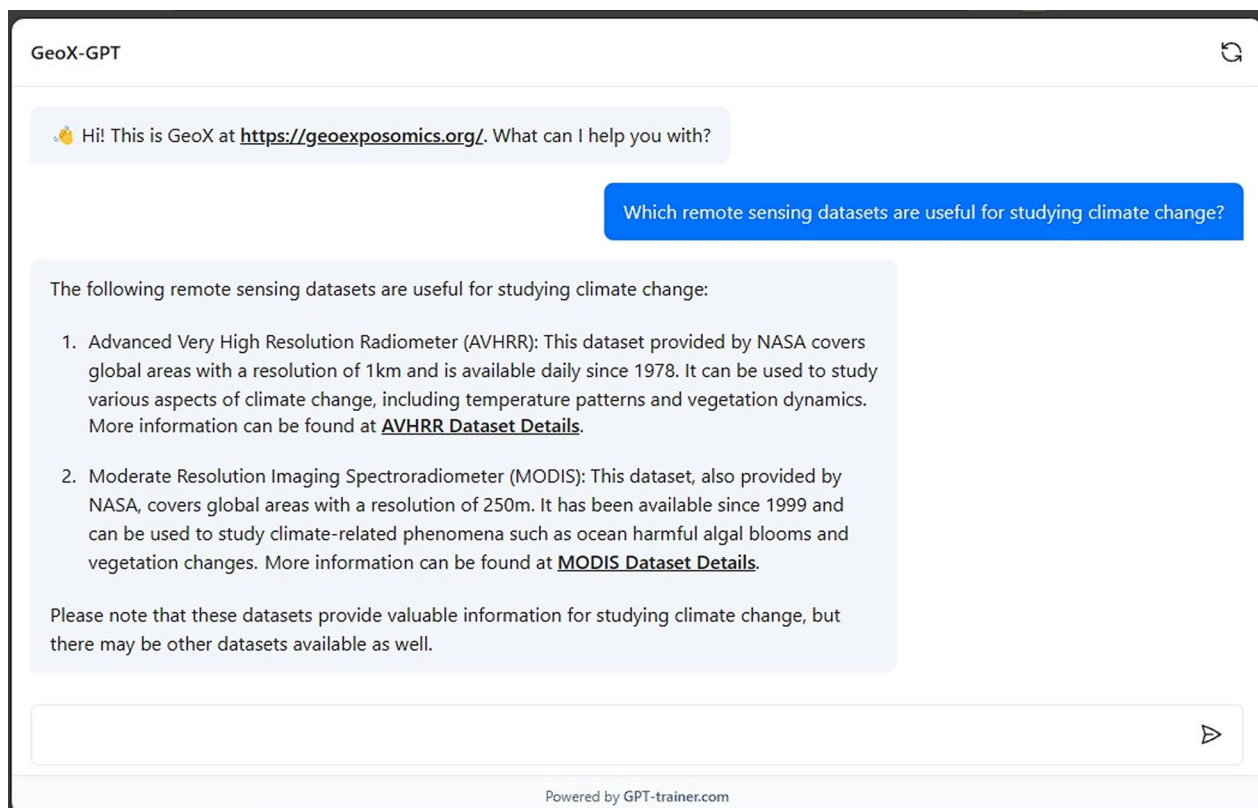 GeoX-GPT
👋 Hi! This is GeoX at https://geoexposomics.org/. What can I help you with?
Which remote sensing datasets are useful for studying climate change?
The following remote sensing datasets are useful for studying climate change:
1. Advanced Very High Resolution Radiometer (AVHRR): This dataset provided by NASA covers
global areas with a resolution of 1km and is available daily since 1978. It can be used to study
various aspects of climate change, including temperature patterns and vegetation dynamics.
More information can be found at AVHRR Dataset Details.
2. Moderate Resolution Imaging Spectroradiometer (MODIS): This dataset, also provided by
NASA, covers global areas with a resolution of 250m. It has been available since 1999 and
can be used to study climate-related phenomena such as ocean harmful algal blooms and
vegetation changes. More information can be found at MODIS Dataset Details.
Please note that these datasets provide valuable information for studying climate change, but
there may be other datasets available as well.
Powered by GPT-trainer.com